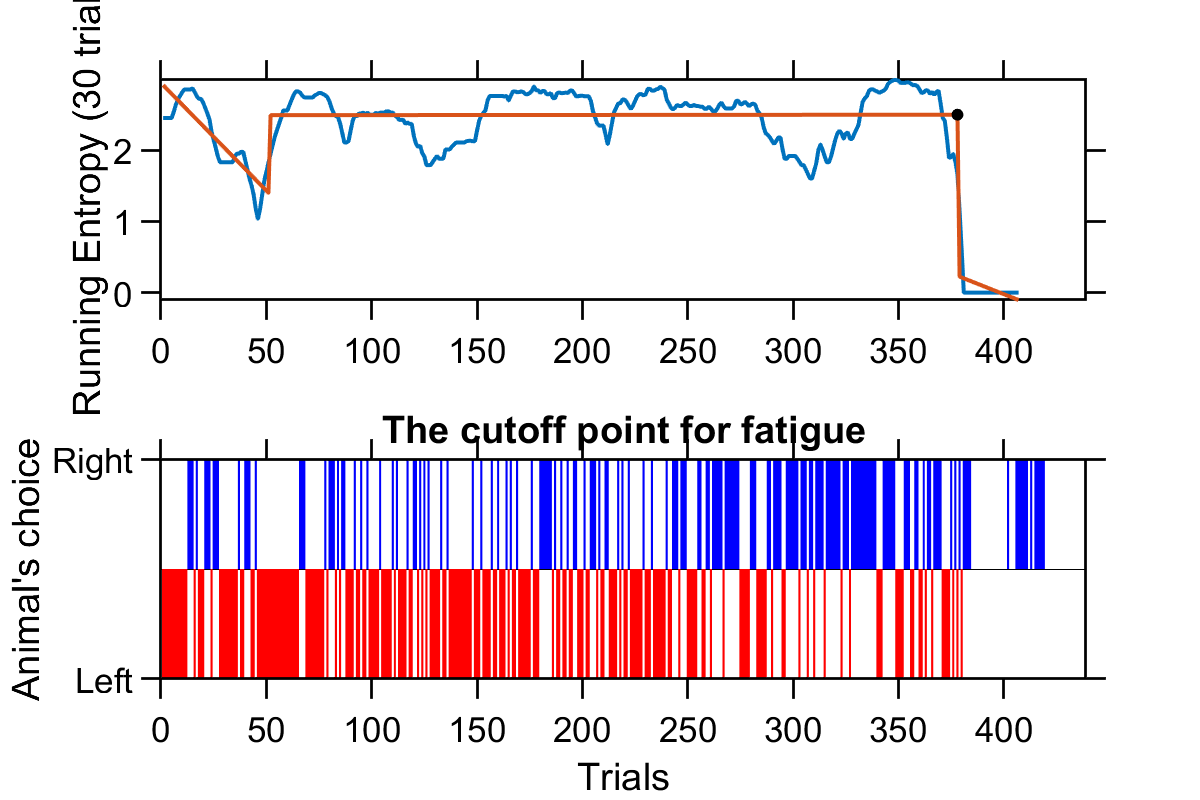 Running Entropy (30 trial
2
1
0
0 50 100 150 200 250 300 350 400
The cutoff point for fatigue
Animal's choice
Right
Left
0 50 100 150 200 250 300 350 400
Trials